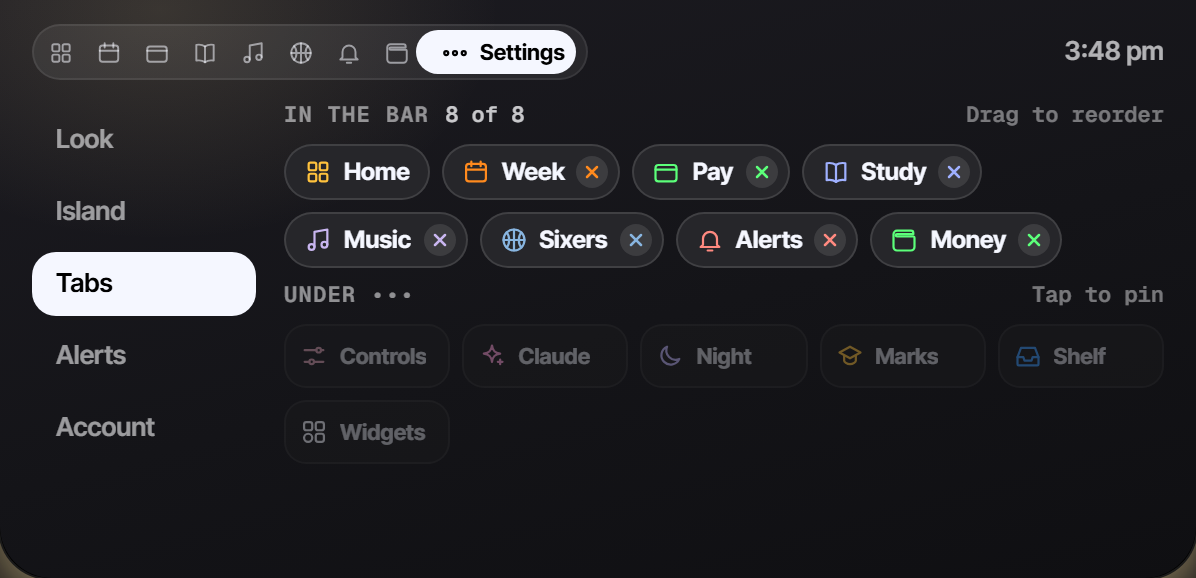 Settings
3:48 pm
Look
Island
Tabs
Alerts
Account
IN THE BAR 8 of 8
Drag to reorder
Home
Week
Pay
Study
Music
Sixers
Alerts
Money
UNDER •••
Tap to pin
Controls
Claude
Night
Marks
Shelf
Widgets